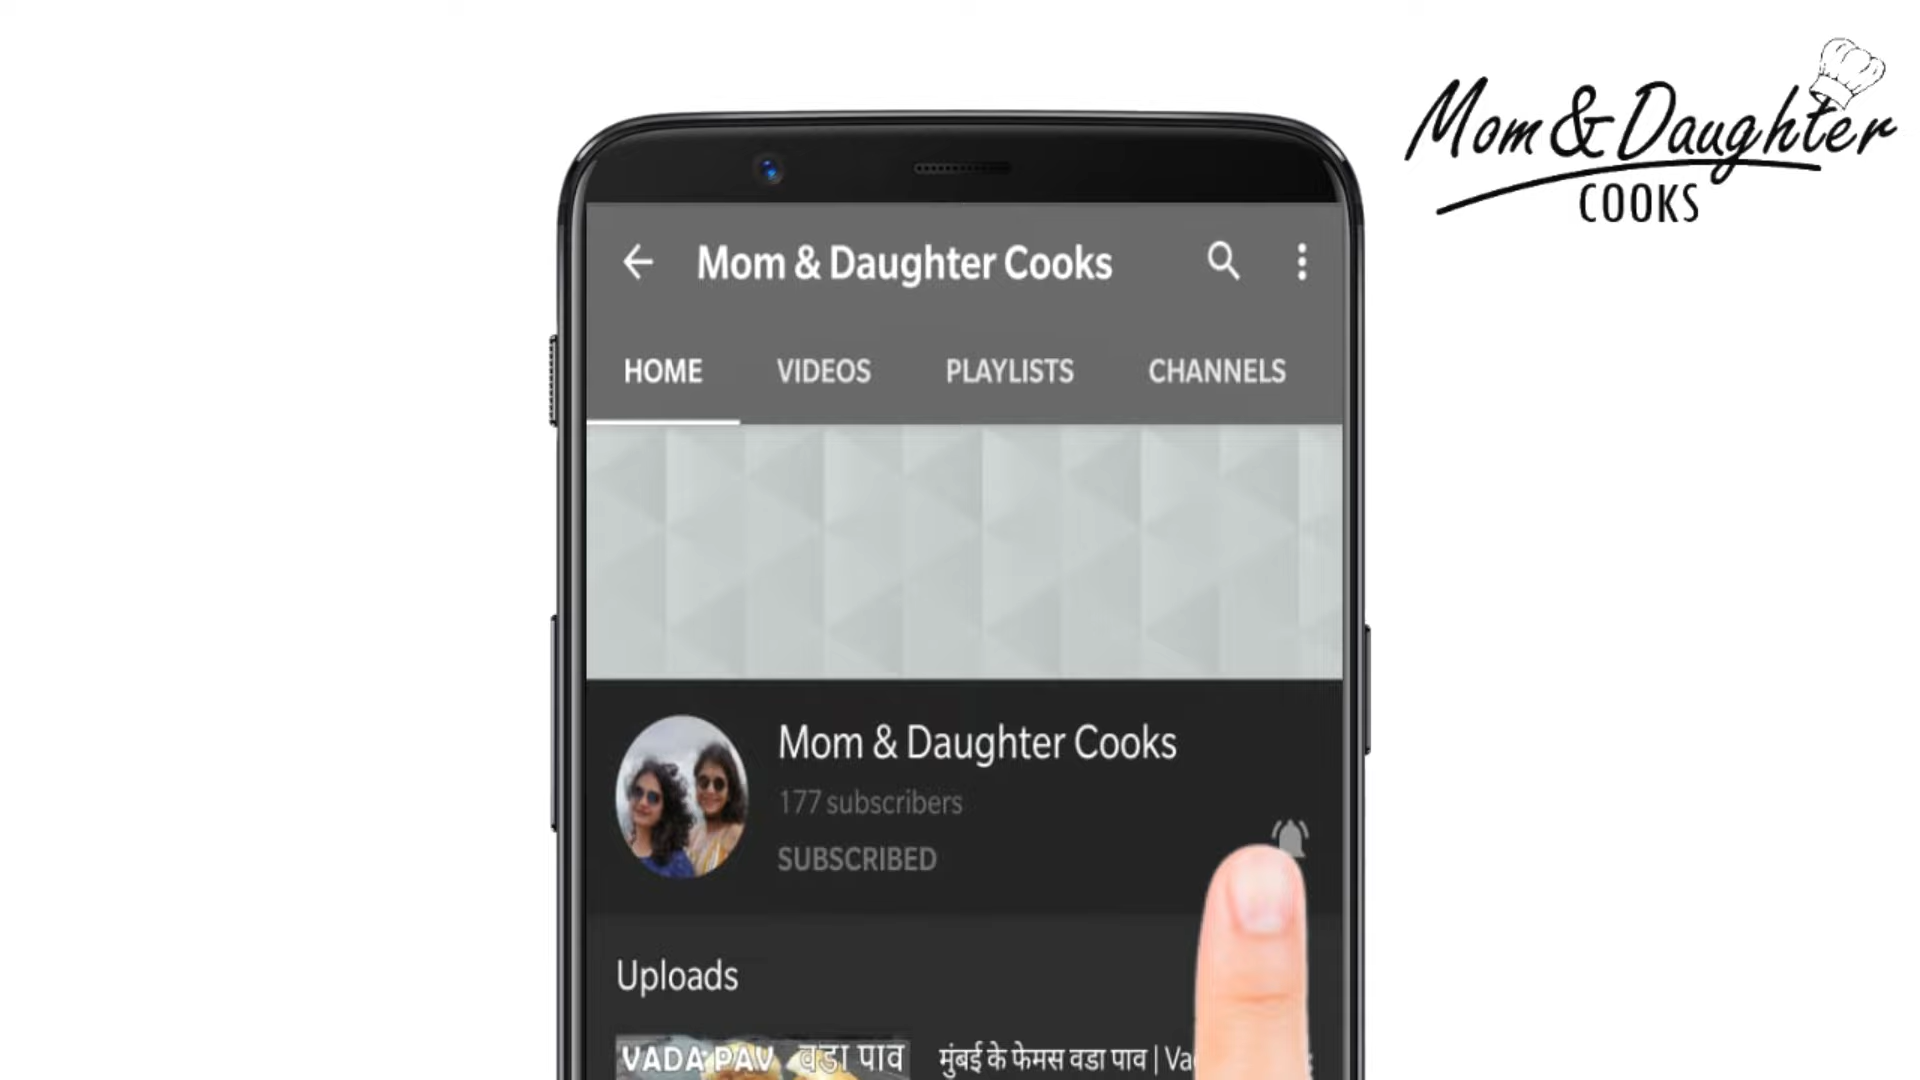 Mom & Daughter
COOKS
Mom & Daughter Cooks
HOME VIDEOS PLAYLISTS CHANNELS
Mom & Daughter Cooks
177 subscribers
SUBSCRIBED
Uploads
VADA PAV वडा पाव
मुंबई के फेमस वडा पाव |